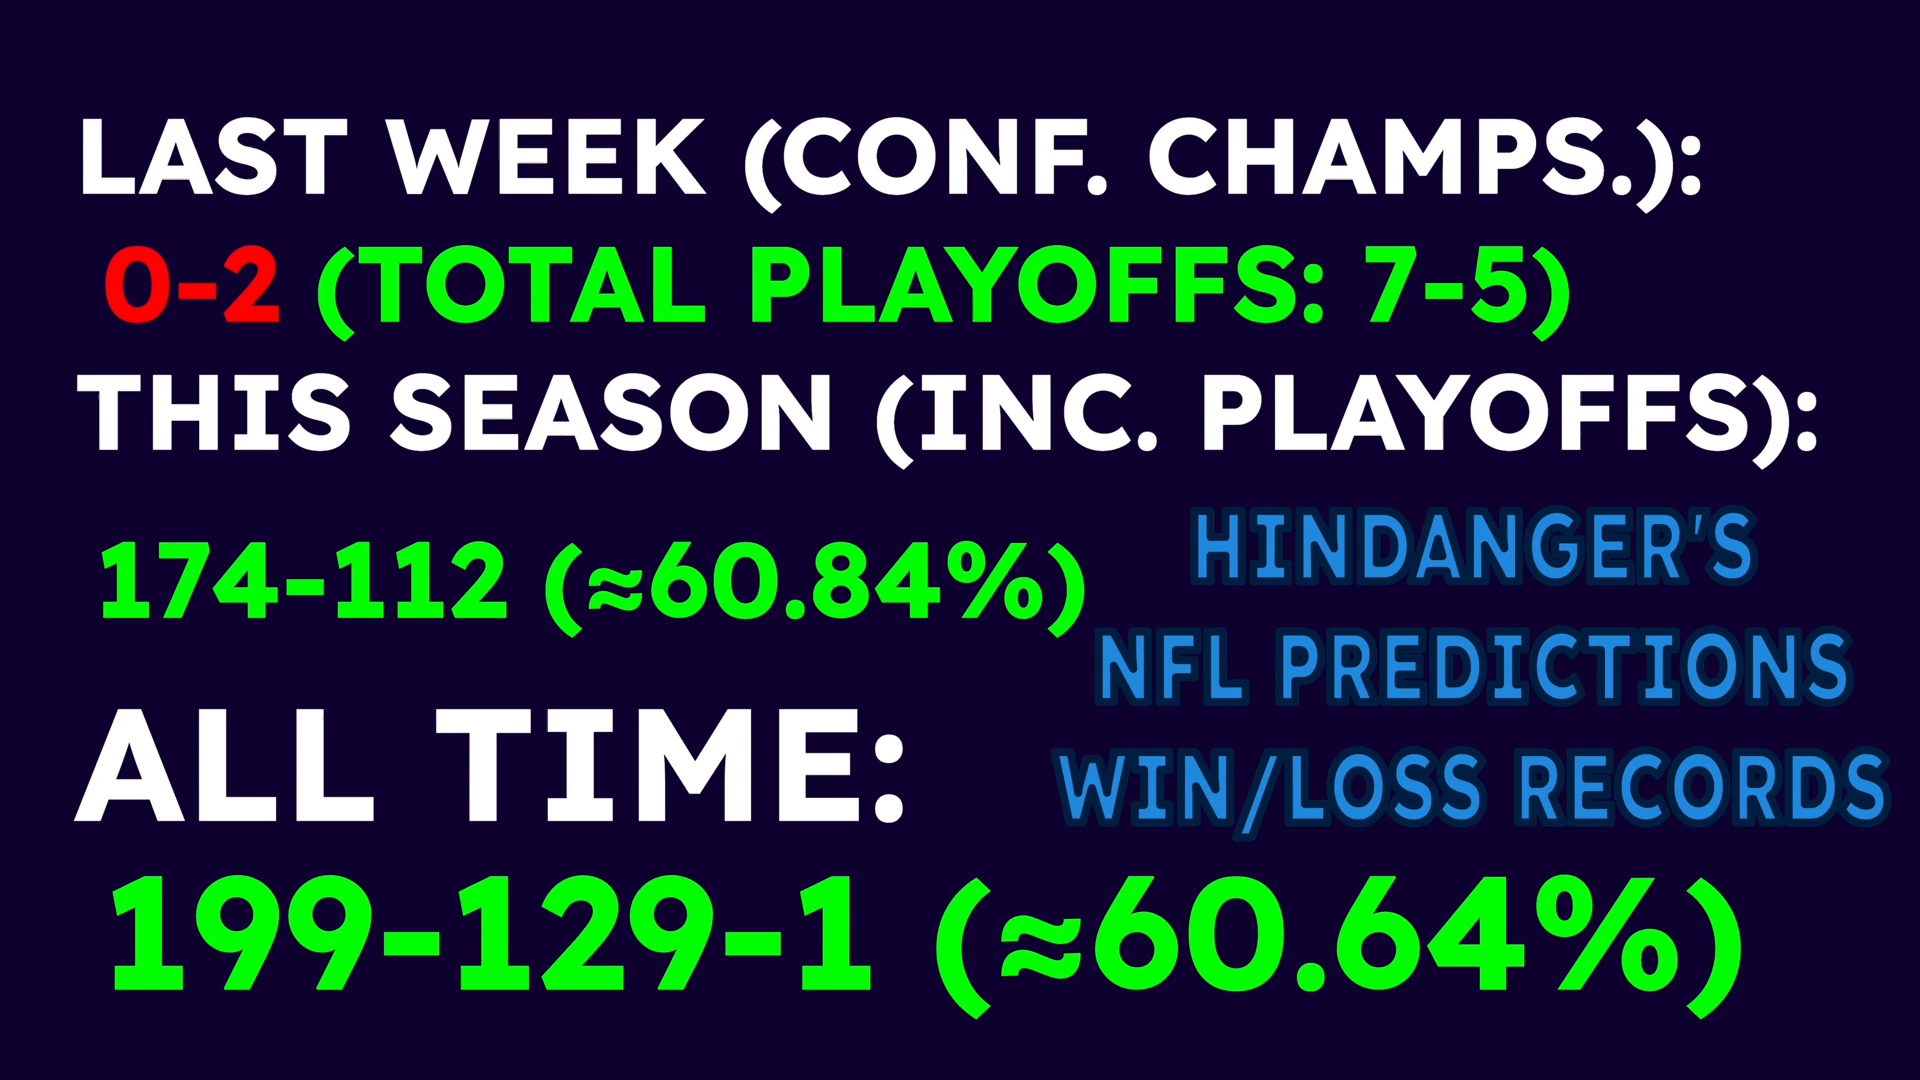 LAST WEEK (CONF. CHAMPS.):
0-2 (TOTAL PLAYOFFS: 7-5)
THIS SEASON (INC. PLAYOFFS):
174-112 (≈60.84%)
HINDANGER'S
NFL PREDICTIONS
WIN/LOSS RECORDS
ALL TIME:
199-129-1 (≈60.64%)